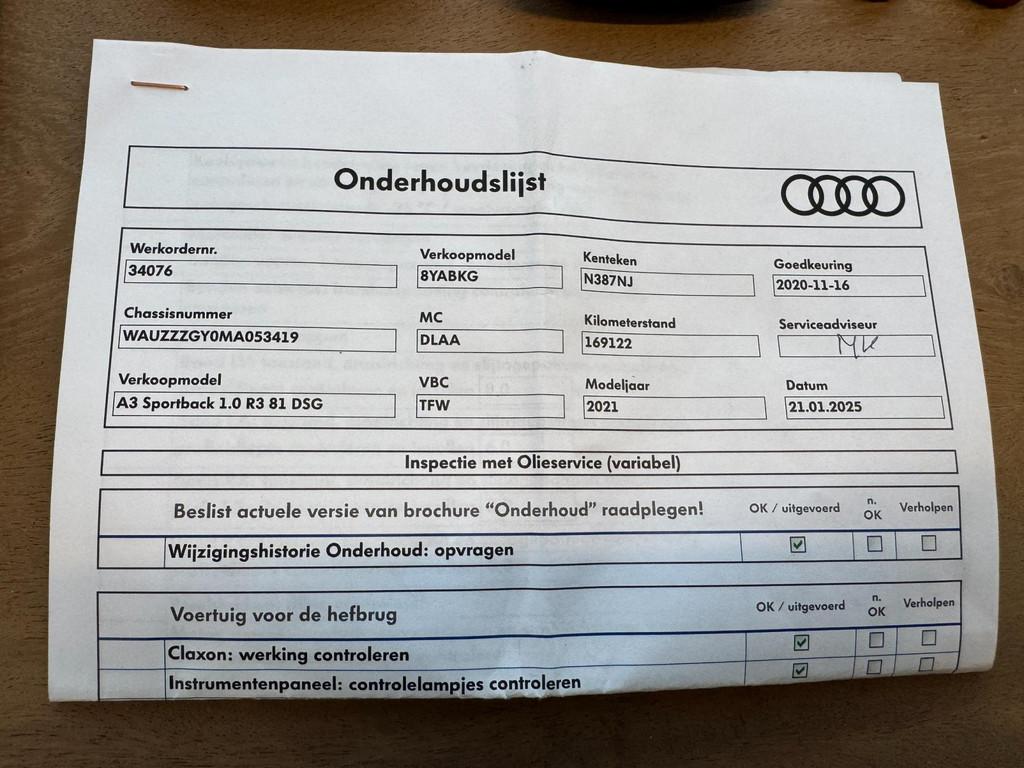 Onderhoudslijst
Werkordernr. Verkoopmodel Kenteken Goedkeuring
34076 8YABKG N387NJ 2020-11-16
Chassisnummer MC Kilometerstand Serviceadviseur
WAUZZZGY0MA053419 DLAA 169122
Verkoopmodel VBC Modeljaar Datum
A3 Sportback 1.0 R3 81 DSG TFW 2021 21.01.2025
Inspectie met Olieservice (variabel)
Beslist actuele versie van brochure “Onderhoud” raadplegen! OK / uitgevoerd n. OK Verholpen
Wijzigingshistorie Onderhoud: opvragen
Voertuig voor de hefbrug OK / uitgevoerd n. OK Verholpen
Claxon: werking controleren
Instrumentenpaneel: controlelampjes controleren